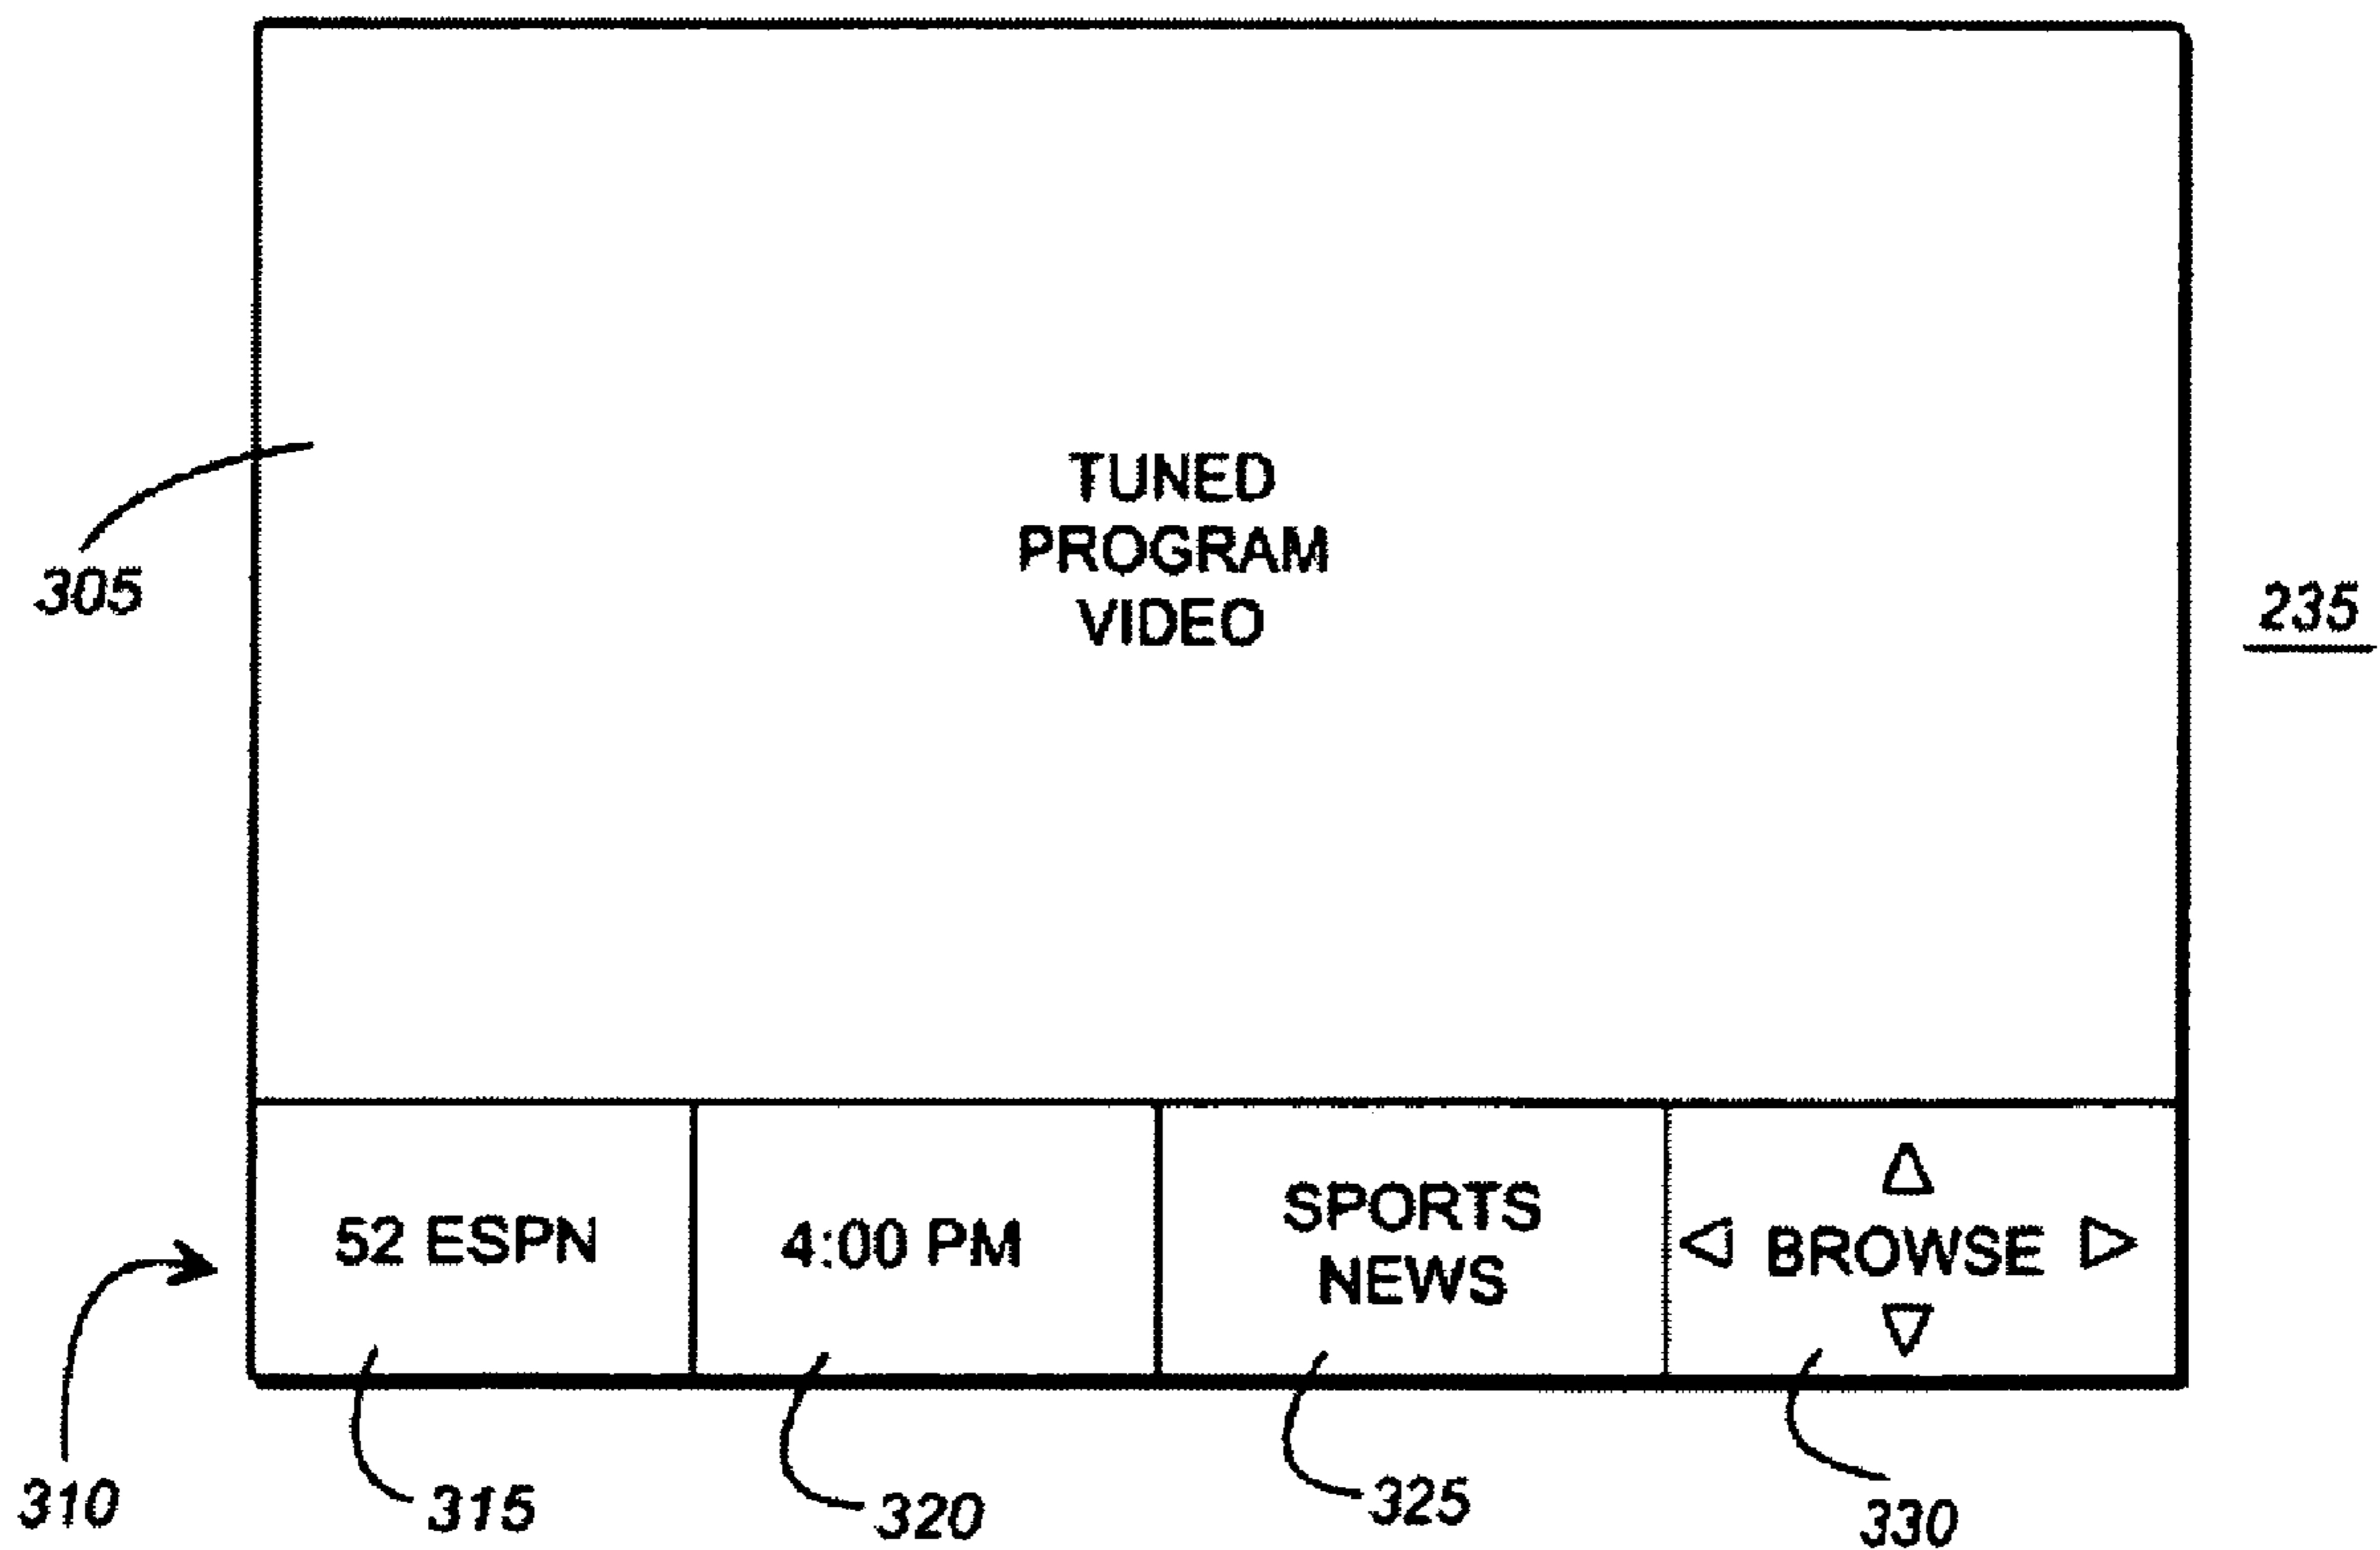 TUNED
PROGRAM
VIDEO
305
235
52 ESPN
4:00 PM
SPORTS
NEWS
BROWSE
310
315
320
325
330